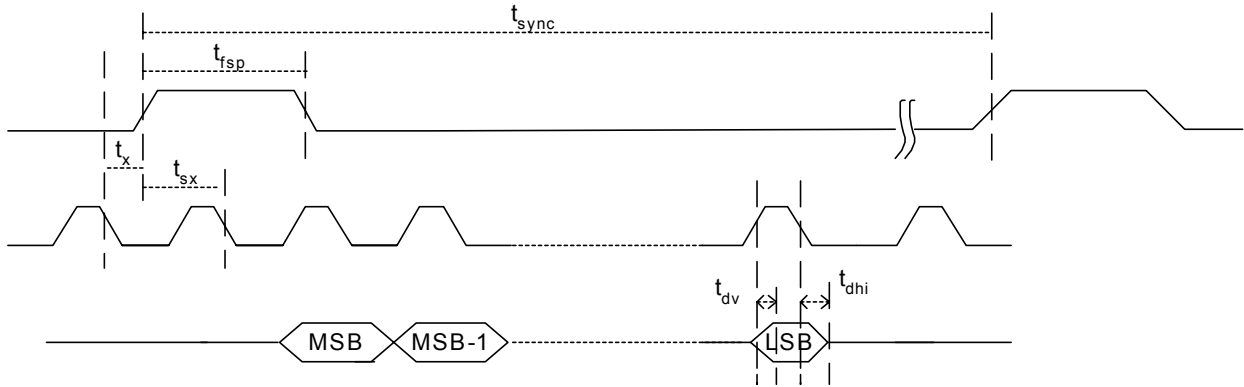 tsync
tfsp
tx
tsx
tdv
tdhi
MSB
MSB-1
LSB